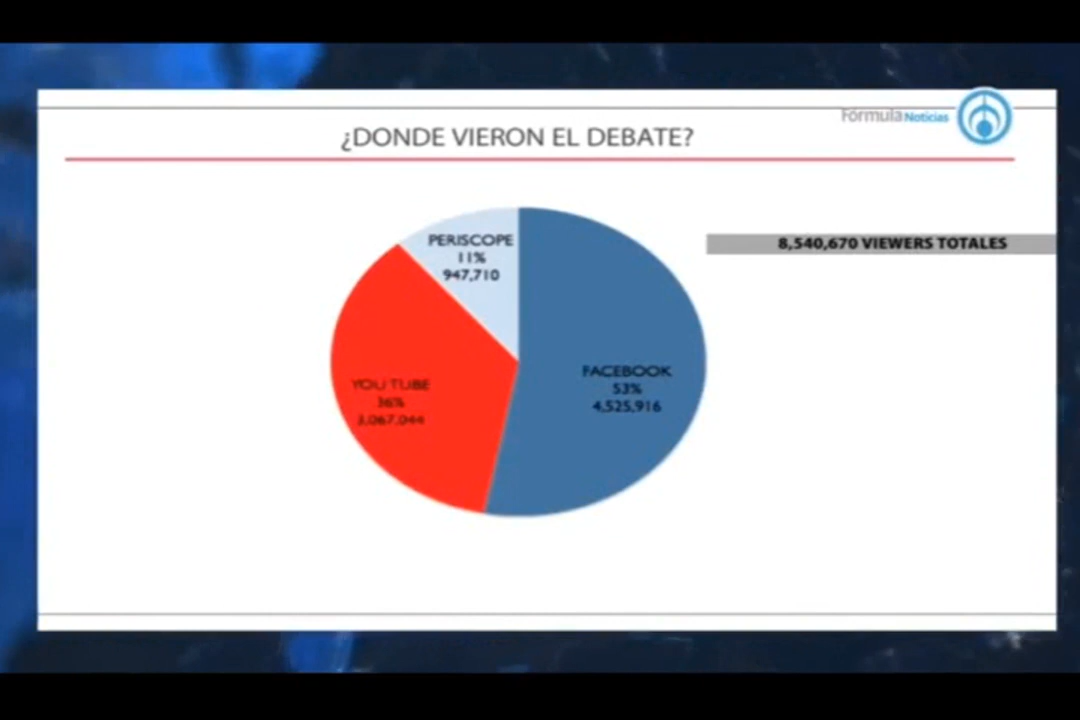 Fórmula Noticias
¿DONDE VIERON EL DEBATE?
PERISCOPE
11%
947,710
8,540,670 VIEWERS TOTALES
YOU TUBE
36%
3,067,044
FACEBOOK
53%
4,525,916